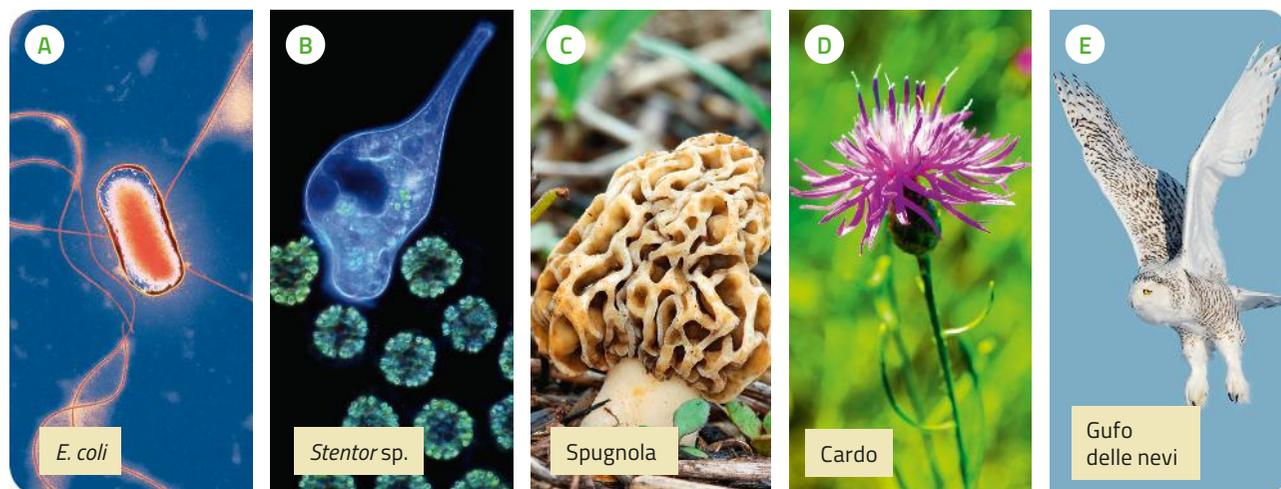 A
B
C
D
E
E. coli
Stentor sp.
Spugnola
Cardo
Gufo
delle nevi